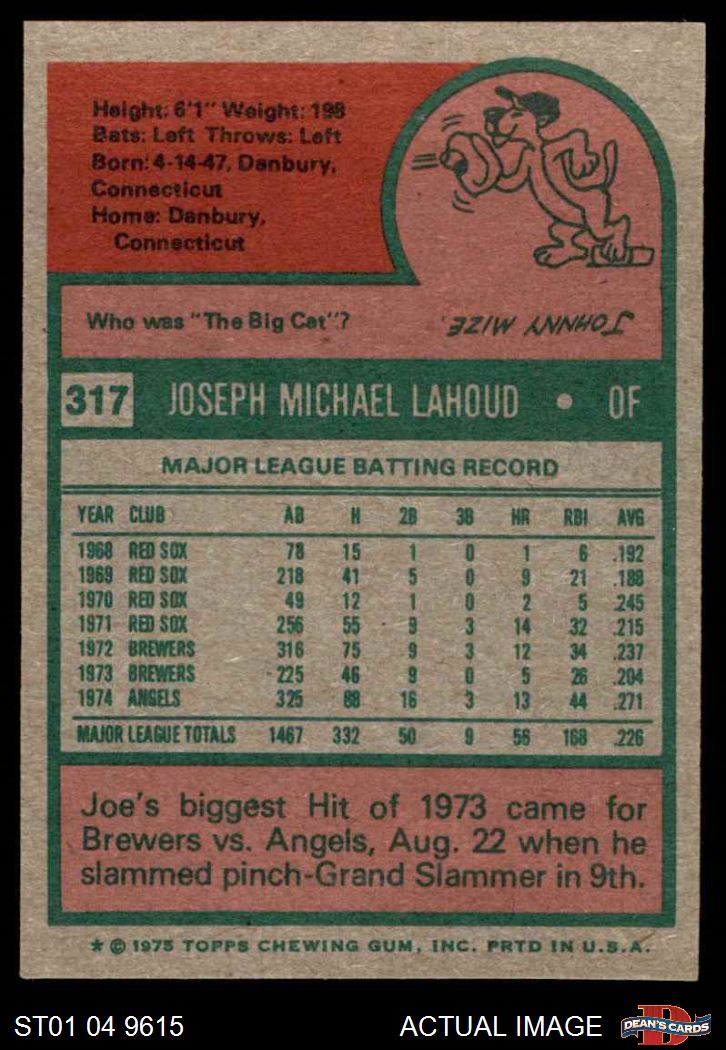 Height: 6'1" Weight: 198
Bats: Left Throws: Left
Born: 4-14-47, Danbury,
Connecticut
Home: Danbury,
Connecticut
Who was "The Big Cat"?
JOHNNY MIZE.
317 JOSEPH MICHAEL LAHOUD • OF
MAJOR LEAGUE BATTING RECORD
YEAR CLUB AB H 2B 3B HR RBI AVG
1968 RED SOX 78 15 1 0 1 6 .192
1969 RED SOX 218 41 5 0 9 21 .188
1970 RED SOX 49 12 1 0 2 5 .245
1971 RED SOX 256 55 9 3 14 32 .215
1972 BREWERS 316 75 9 3 12 34 .237
1973 BREWERS 225 46 9 0 5 26 .204
1974 ANGELS 325 88 16 3 13 44 .271
MAJOR LEAGUE TOTALS 1467 332 50 9 56 168 .226
Joe's biggest Hit of 1973 came for
Brewers vs. Angels, Aug. 22 when he
slammed pinch-Grand Slammer in 9th.
* © 1975 TOPPS CHEWING GUM, INC. PRTD IN U.S.A.
ST01 04 9615 ACTUAL IMAGE D DEAN'S CARDS